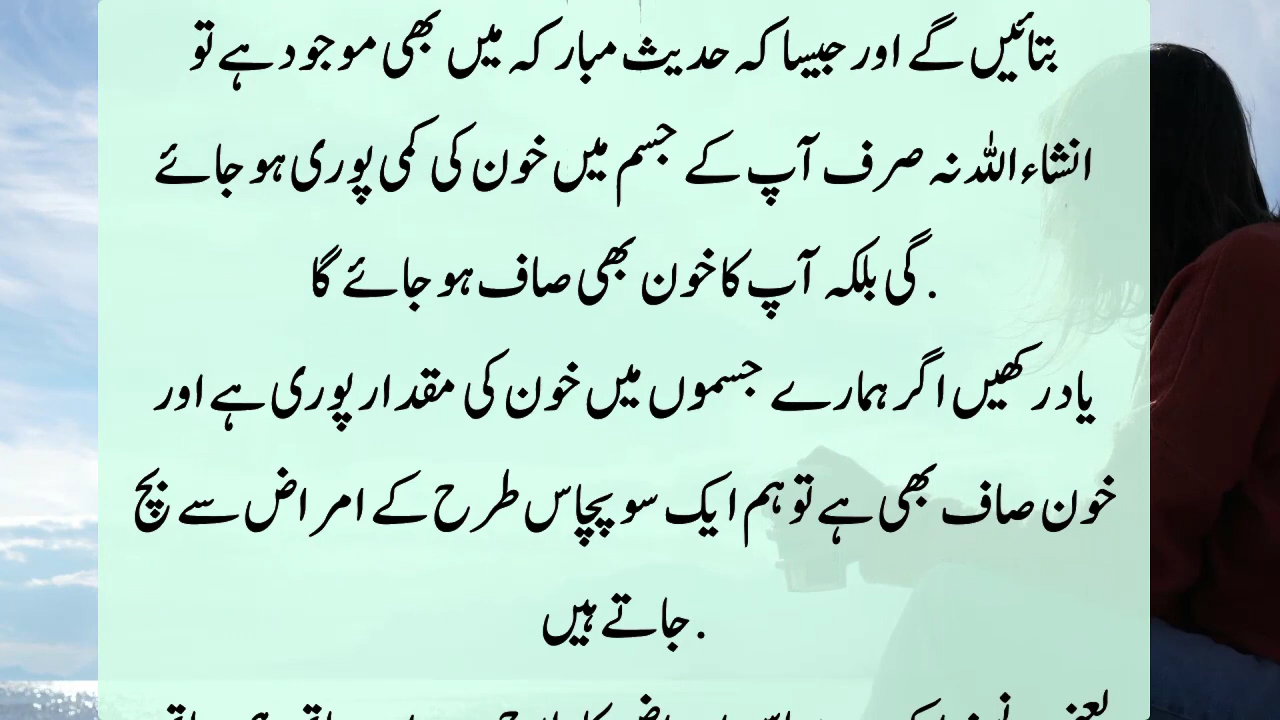 بتائیں گے اور جیسا کہ حدیث مبارکہ میں بھی موجود ہے تو
انشاء اللہ نہ صرف آپ کے جسم میں خون کی کمی پوری ہو جائے
گی بلکہ آپ کا خون بھی صاف ہو جائے گا.
یاد رکھیں اگر ہمارے جسموں میں خون کی مقدار پوری ہے اور
خون صاف بھی ہے تو ہم ایک سو پچاس طرح کے امراض سے بچ
جاتے ہیں.